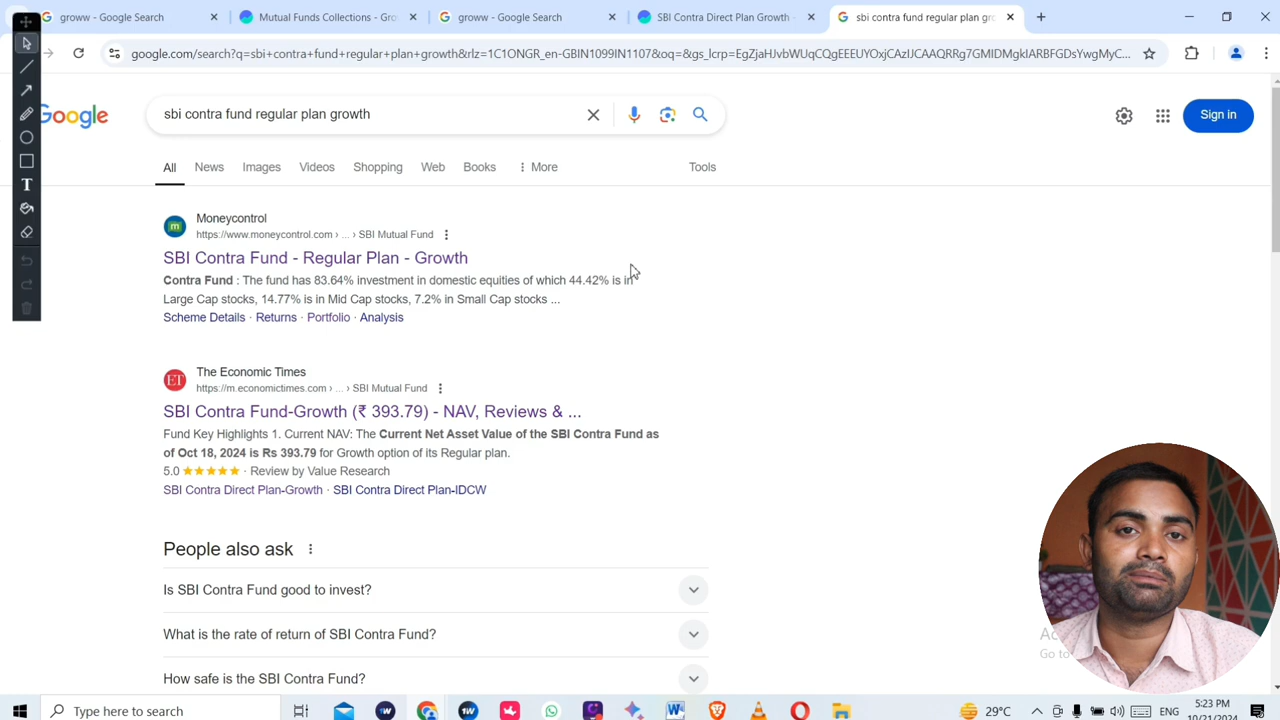 groww - Google Search
Mutual Funds Collections - Gro
groww - Google Search
SBI Contra Direct Plan Growth -
sbi contra fund regular plan gro
google.com/search?q=sbi+contra+fund+regular+plan+growth&rlz=1C1ONGR_en-GBIN1099IN1107&oq=&gs_lcrp=EgZjaHJvbWUqCQgEEEUYOxjCAzIJCAAQRRg7GMIDMgkIARBFGDsYwgMyC...
Google
sbi contra fund regular plan growth
Sign in
All News Images Videos Shopping Web Books More Tools
Moneycontrol
https://www.moneycontrol.com › ... › SBI Mutual Fund
SBI Contra Fund - Regular Plan - Growth
Contra Fund : The fund has 83.64% investment in domestic equities of which 44.42% is in
Large Cap stocks, 14.77% is in Mid Cap stocks, 7.2% in Small Cap stocks ...
Scheme Details · Returns · Portfolio · Analysis
ET
The Economic Times
https://m.economictimes.com › ... › SBI Mutual Fund
SBI Contra Fund-Growth (₹ 393.79) - NAV, Reviews & ...
Fund Key Highlights 1. Current NAV: The Current Net Asset Value of the SBI Contra Fund as
of Oct 18, 2024 is Rs 393.79 for Growth option of its Regular plan.
5.0 ★★★★★ · Review by Value Research
SBI Contra Direct Plan-Growth · SBI Contra Direct Plan-IDCW
People also ask
Is SBI Contra Fund good to invest?
What is the rate of return of SBI Contra Fund?
How safe is the SBI Contra Fund?
Go to
Type here to search
29°C
ENG
5:23 PM